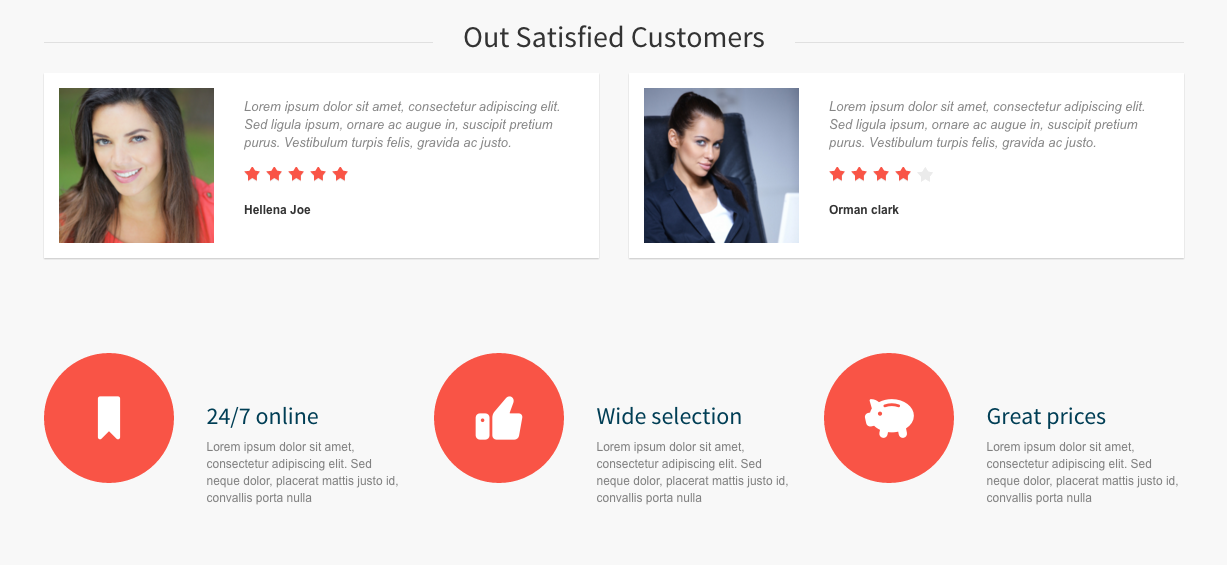 Out Satisfied Customers
Lorem ipsum dolor sit amet, consectetur adipiscing elit.
Sed ligula ipsum, ornare ac augue in, suscipit pretium
purus. Vestibulum turpis felis, gravida ac justo.
Hellena Joe
Lorem ipsum dolor sit amet, consectetur adipiscing elit.
Sed ligula ipsum, ornare ac augue in, suscipit pretium
purus. Vestibulum turpis felis, gravida ac justo.
Orman clark
24/7 online
Lorem ipsum dolor sit amet,
consectetur adipiscing elit. Sed
neque dolor, placerat mattis justo id,
convallis porta nulla
Wide selection
Lorem ipsum dolor sit amet,
consectetur adipiscing elit. Sed
neque dolor, placerat mattis justo id,
convallis porta nulla
Great prices
Lorem ipsum dolor sit amet,
consectetur adipiscing elit. Sed
neque dolor, placerat mattis justo id,
convallis porta nulla